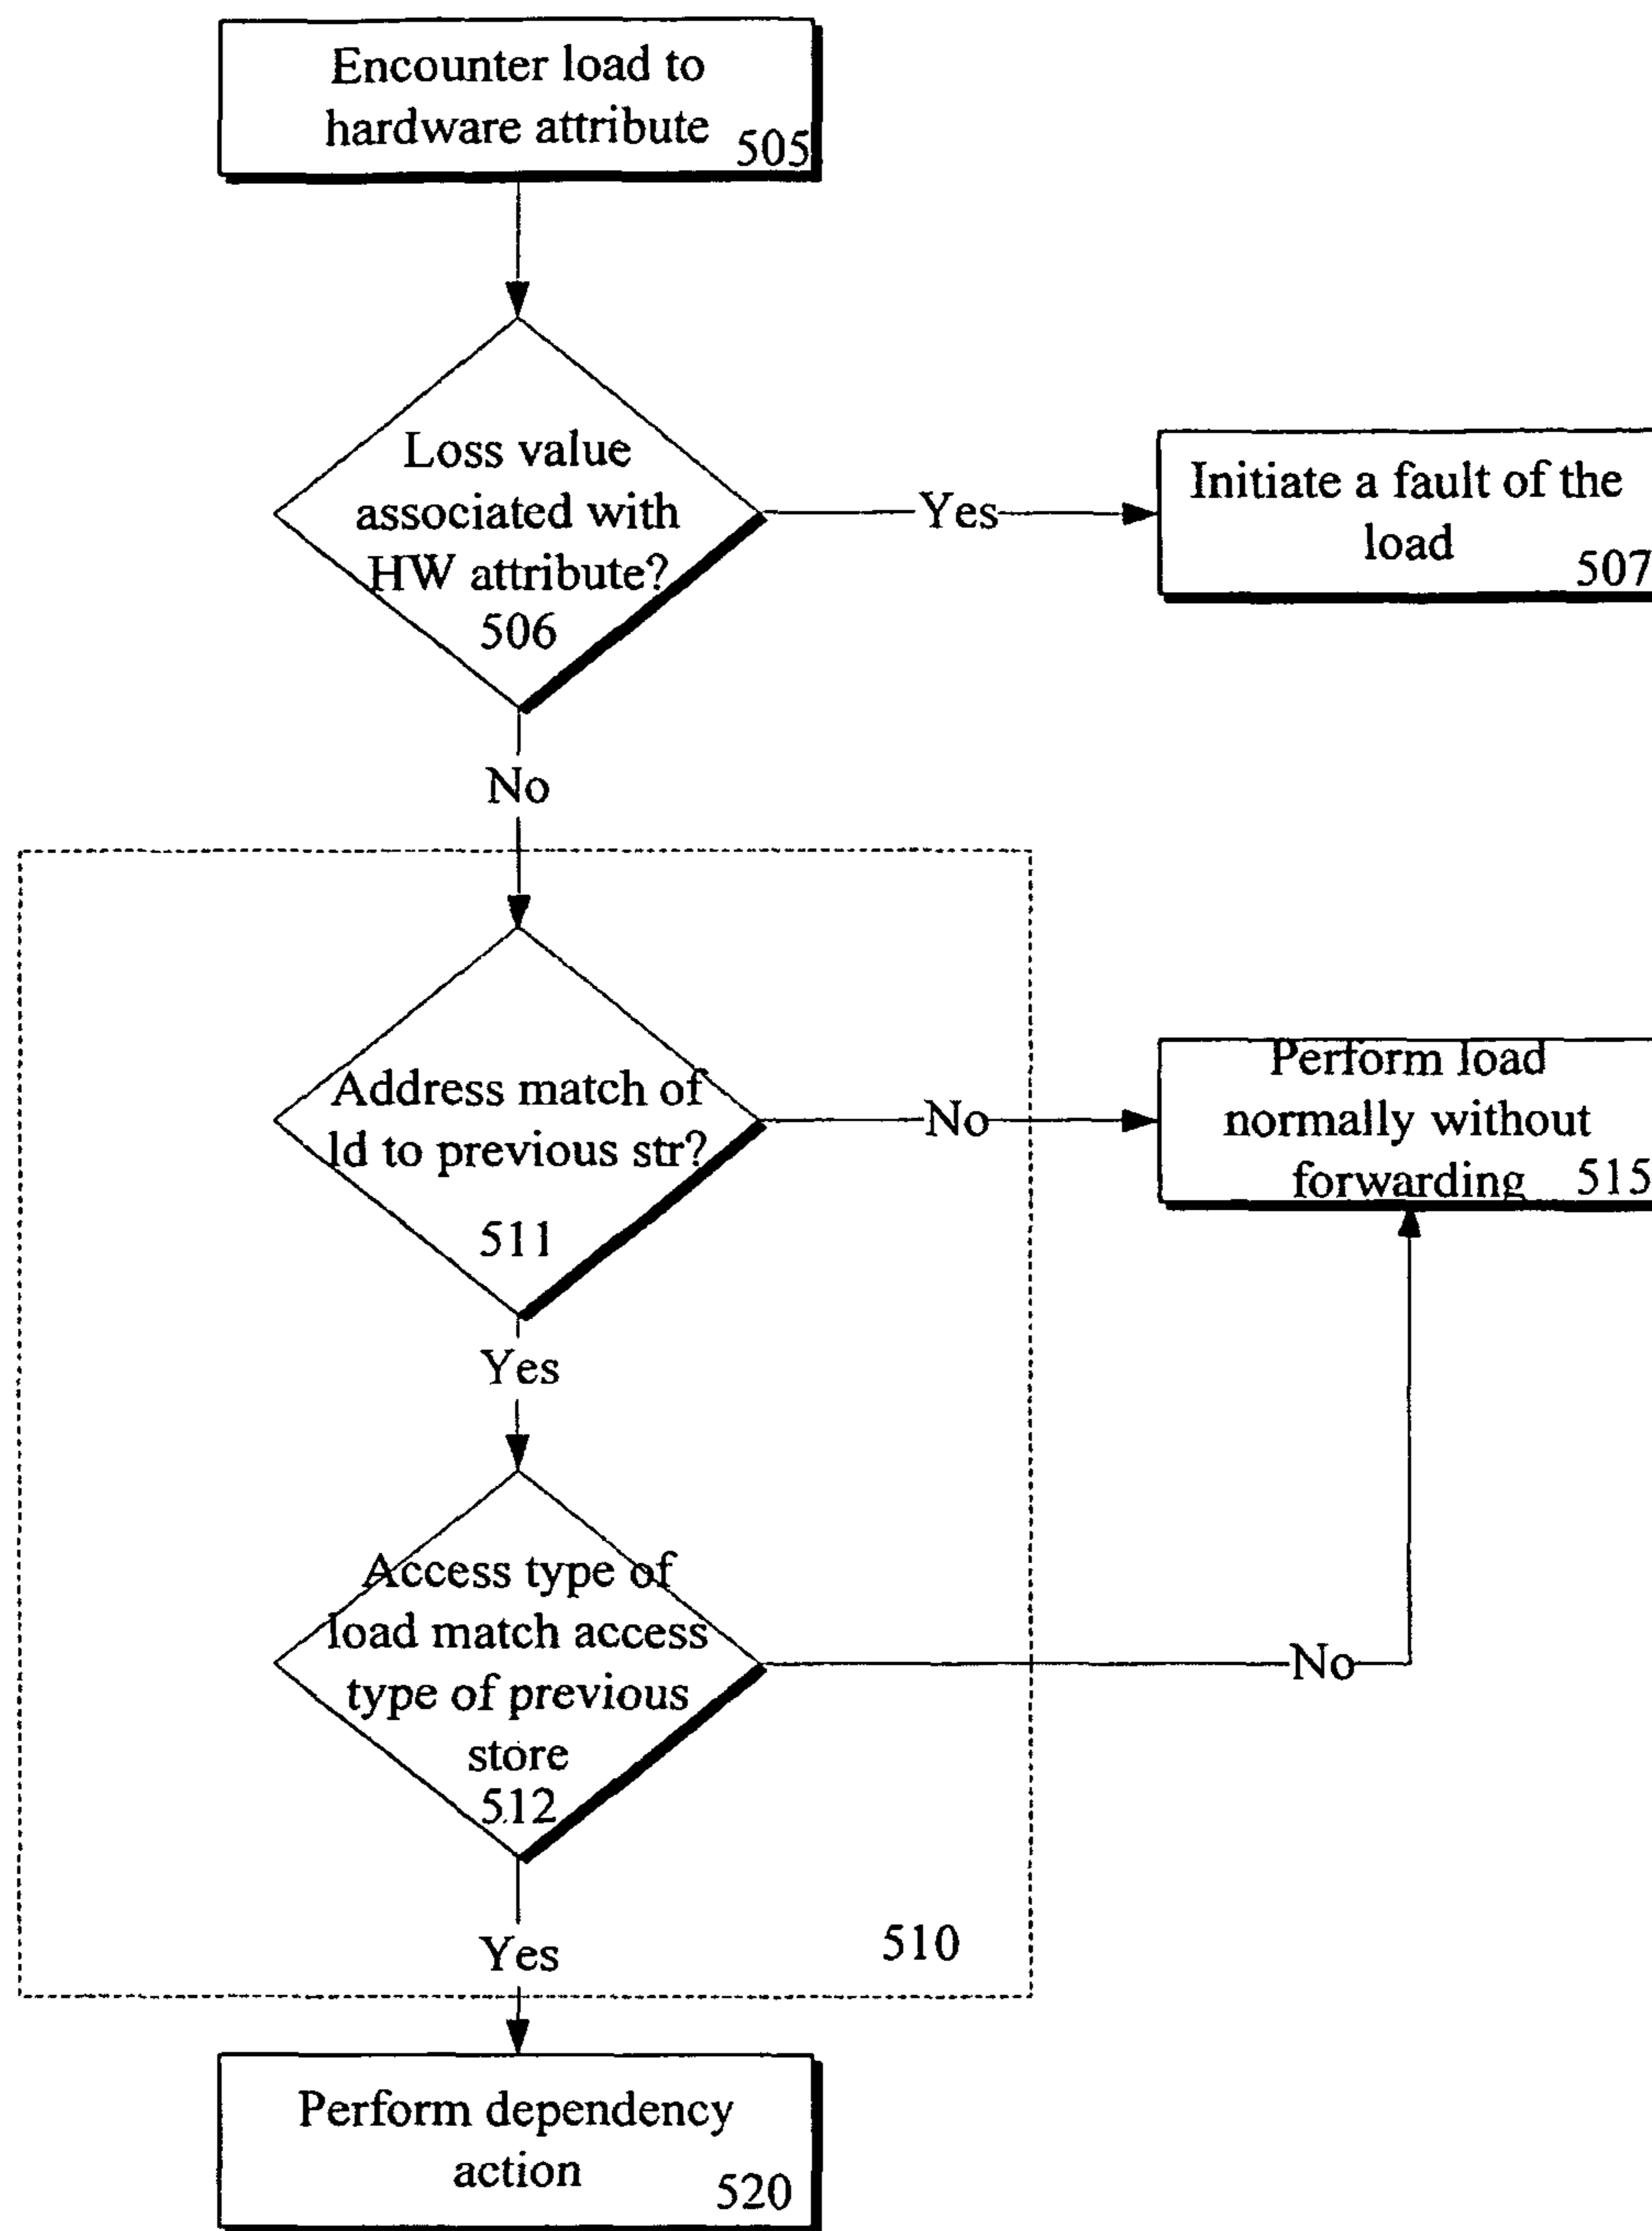 Encounter load to
hardware attribute
505
Loss value
associated with
HW attribute?
506
Yes
Initiate a fault of the
load
507
No
Address match of
ld to previous str?
511
No
Perform load
normally without
forwarding
515
Yes
Access type of
load match access
type of previous
store
512
No
Yes
510
Perform dependency
action
520